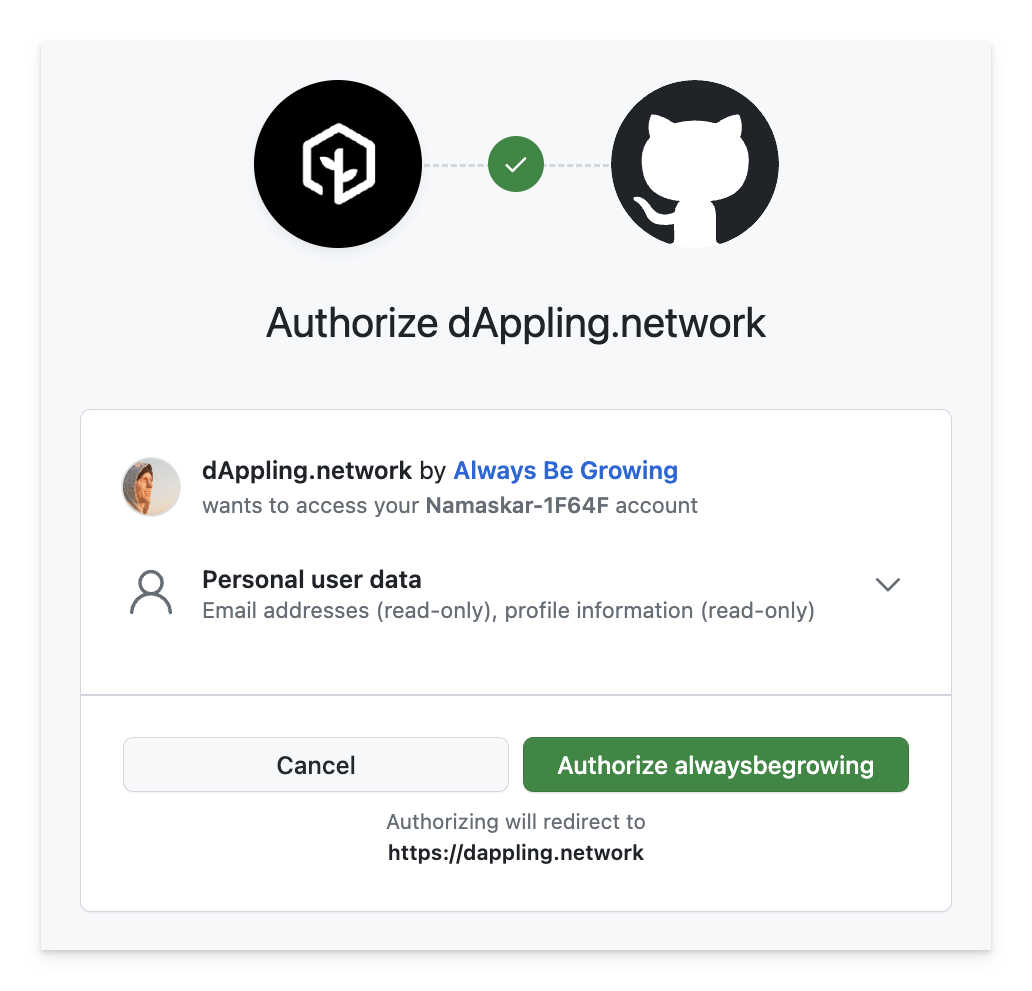 Authorize dAppling.network
dAppling.network by Always Be Growing
wants to access your Namaskar-1F64F account
Personal user data
Email addresses (read-only), profile information (read-only)
Cancel
Authorize alwaysbegrowing
Authorizing will redirect to
https://dappling.network